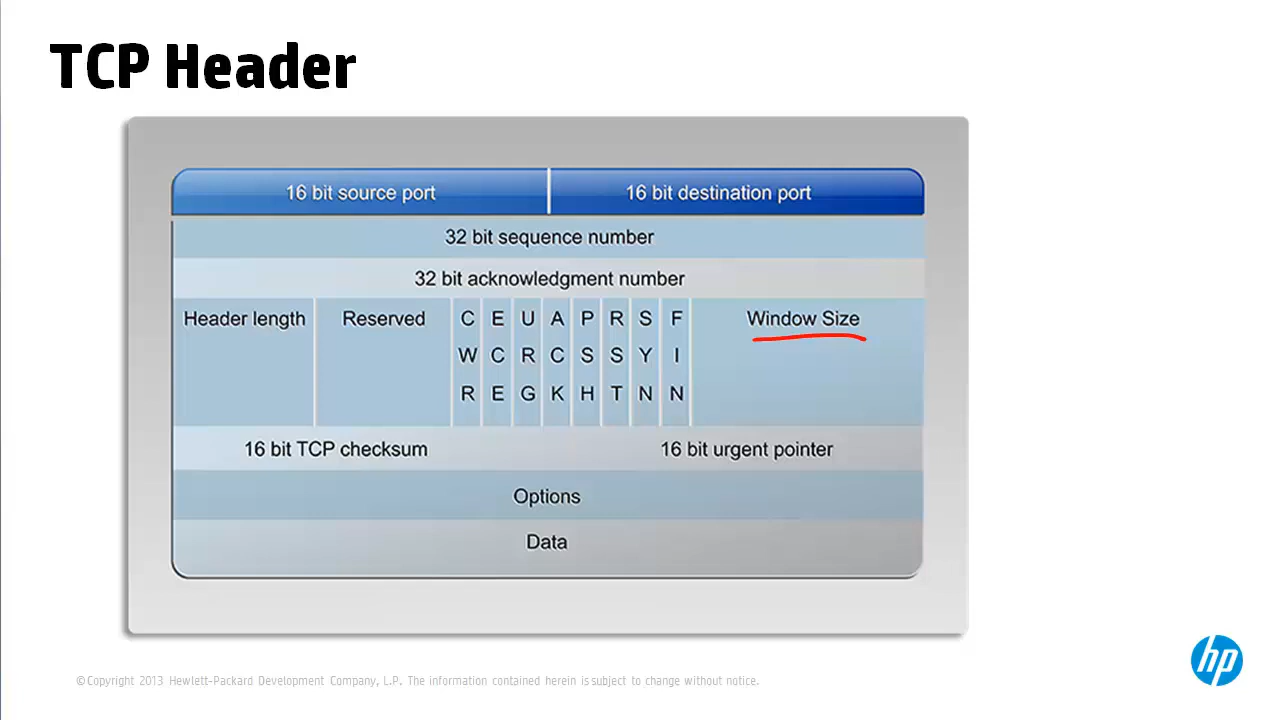 TCP Header
16 bit source port 16 bit destination port
32 bit sequence number
32 bit acknowledgment number
Header length Reserved C E U A P R S F Window Size
W C R C S S Y I
R E G K H T N N
16 bit TCP checksum 16 bit urgent pointer
Options
Data
©Copyright 2013 Hewlett-Packard Development Company, L.P. The information contained herein is subject to change without notice.
hp